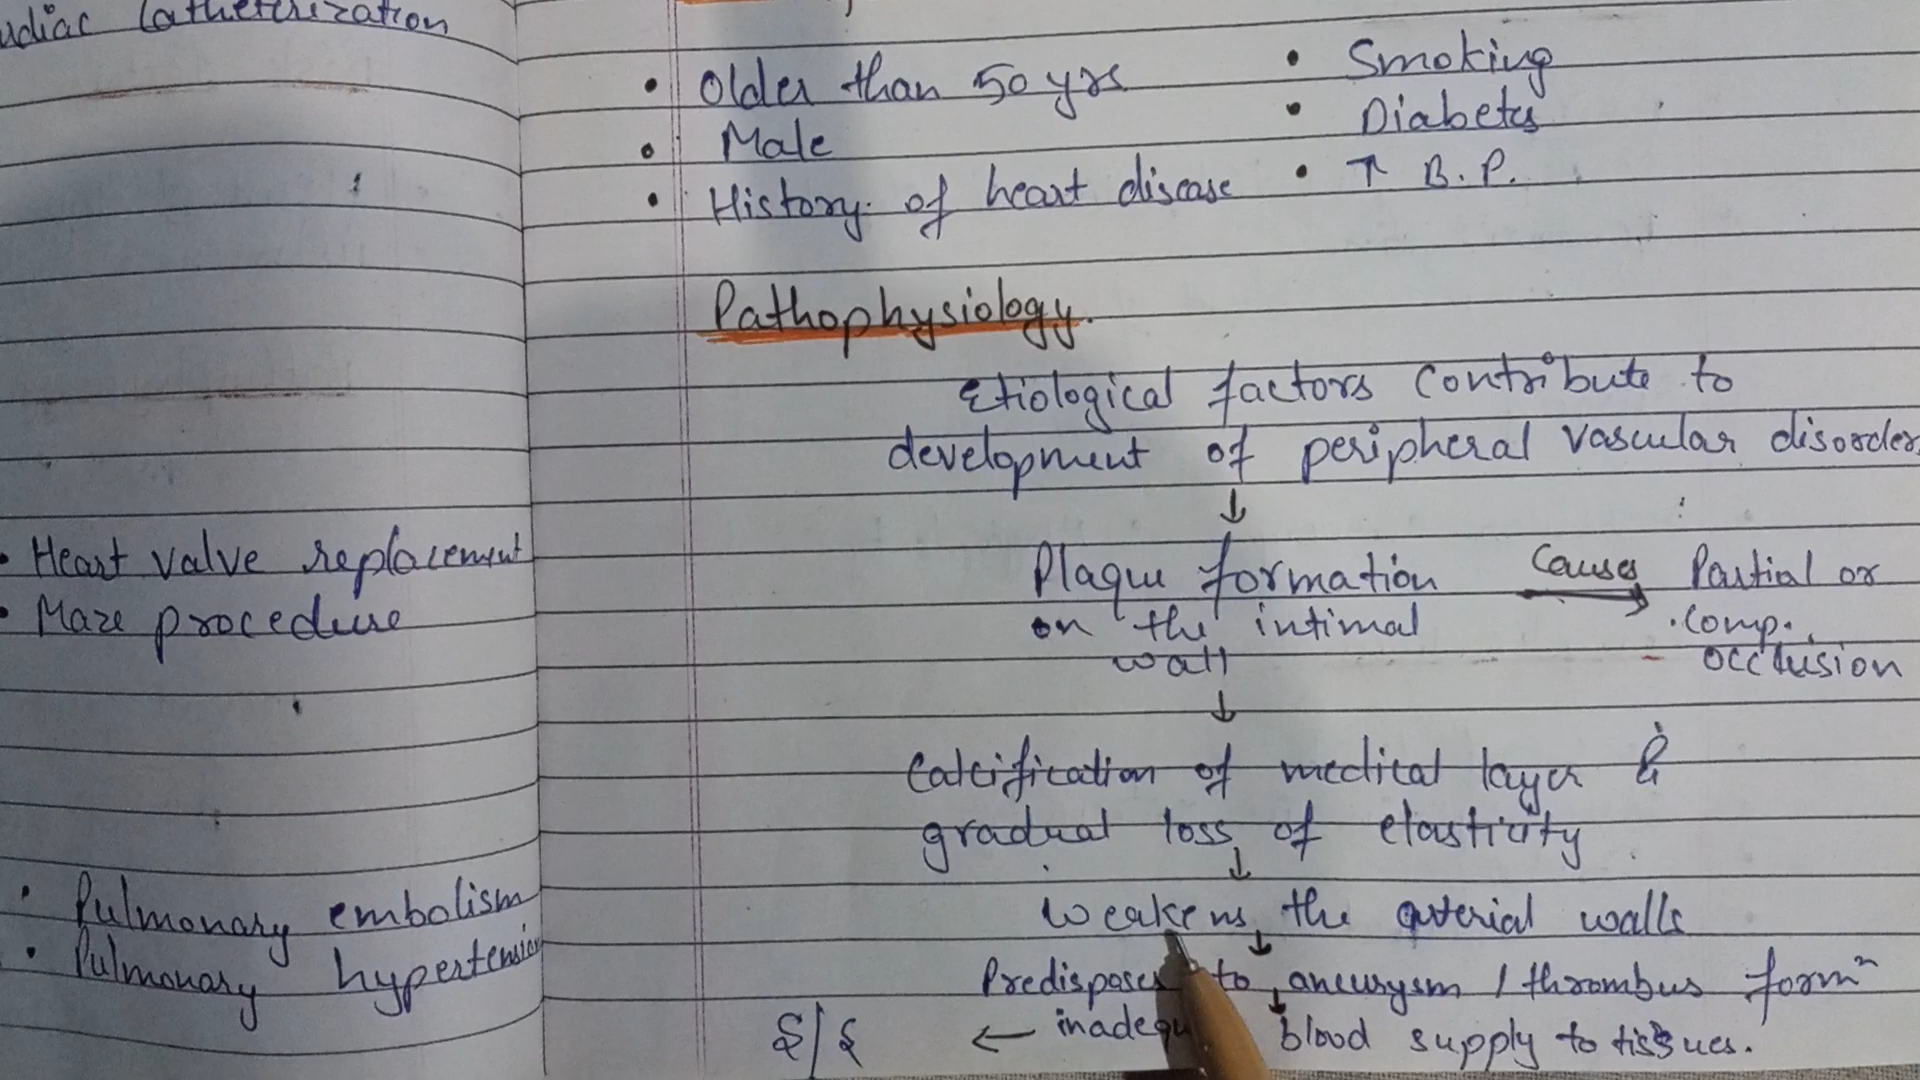 Catheterization
• Older than 50 yrs
• Male
• History of heart disease
• Smoking
• Diabetes
• ↑ B.P.
Pathophysiology.
Etiological factors contribute to
development of peripheral vascular disorder
↓
Plaque formation causes → Partial or
on the intimal comp.
wall occlusion
↓
Calcification of medical layer &
gradual loss of elasticity
↓
Weakens the arterial walls
↓
Predisposes to aneurysm / thrombus formⁿ
↓
S/S ← blood supply to tissues.
• Heart valve replacement
• Maze procedure
• Pulmonary embolism
• Pulmonary hypertension